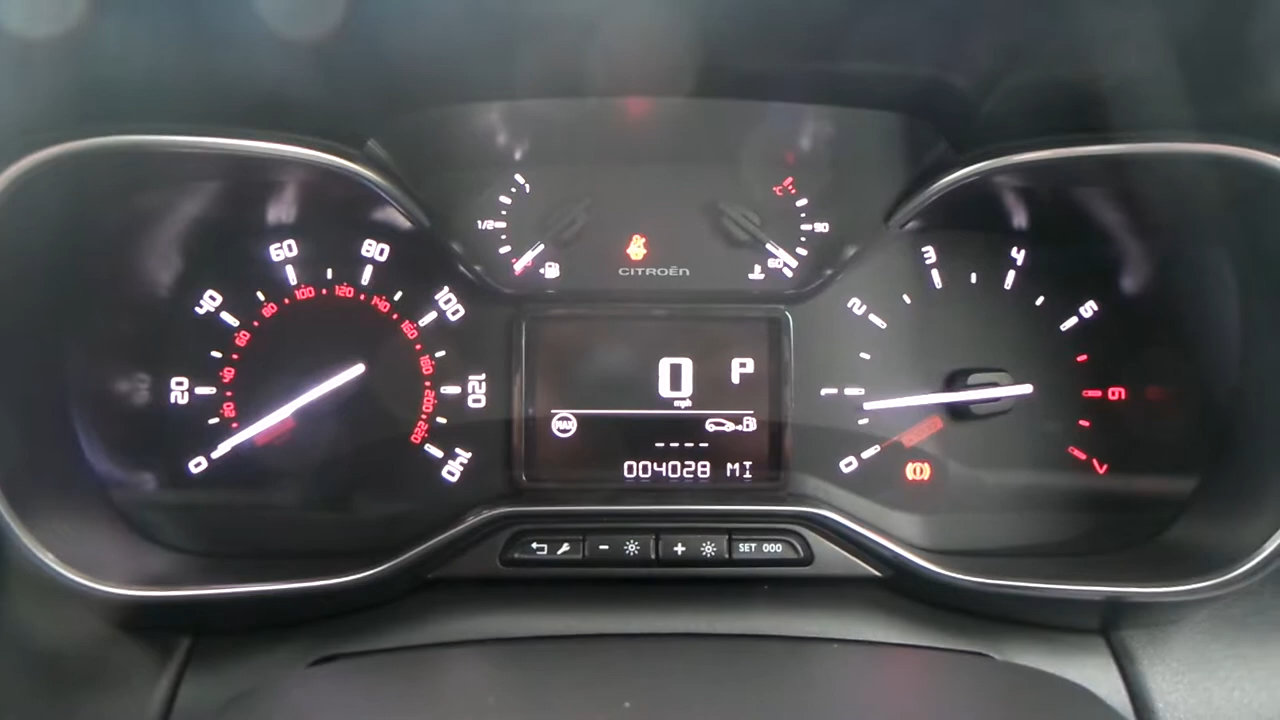 0 20 40 60 80 100 120 140
20 40 60 80 100 120 140 160 180 200 220
1/2 1
°C 90 60
CITROËN
0 P
mph
MAX
----
004028 MI
0 1 2 3 4 5 6 7
- + SET 000